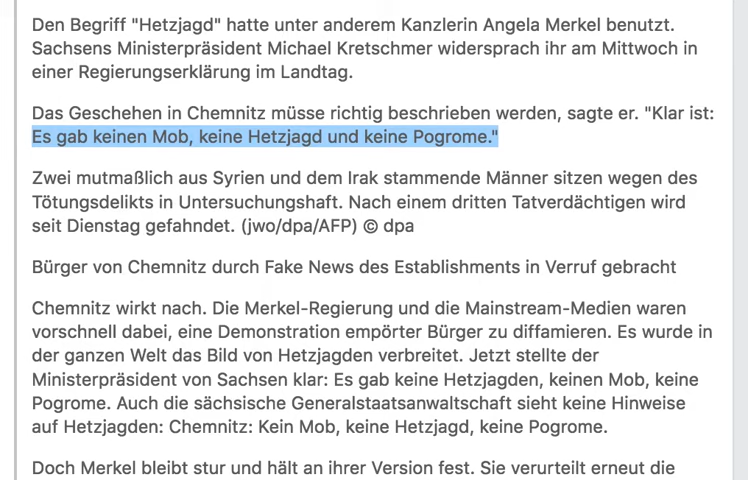 Den Begriff "Hetzjagd" hatte unter anderem Kanzlerin Angela Merkel benutzt.
Sachsens Ministerpräsident Michael Kretschmer widersprach ihr am Mittwoch in
einer Regierungserklärung im Landtag.
Das Geschehen in Chemnitz müsse richtig beschrieben werden, sagte er. "Klar ist:
Es gab keinen Mob, keine Hetzjagd und keine Pogrome."
Zwei mutmaßlich aus Syrien und dem Irak stammende Männer sitzen wegen des
Tötungsdelikts in Untersuchungshaft. Nach einem dritten Tatverdächtigen wird
seit Dienstag gefahndet. (jwo/dpa/AFP) © dpa
Bürger von Chemnitz durch Fake News des Establishments in Verruf gebracht
Chemnitz wirkt nach. Die Merkel-Regierung und die Mainstream-Medien waren
vorschnell dabei, eine Demonstration empörter Bürger zu diffamieren. Es wurde in
der ganzen Welt das Bild von Hetzjagden verbreitet. Jetzt stellte der
Ministerpräsident von Sachsen klar: Es gab keine Hetzjagden, keinen Mob, keine
Pogrome. Auch die sächsische Generalstaatsanwaltschaft sieht keine Hinweise
auf Hetzjagden: Chemnitz: Kein Mob, keine Hetzjagd, keine Pogrome.
Doch Merkel bleibt stur und hält an ihrer Version fest. Sie verurteilt erneut die